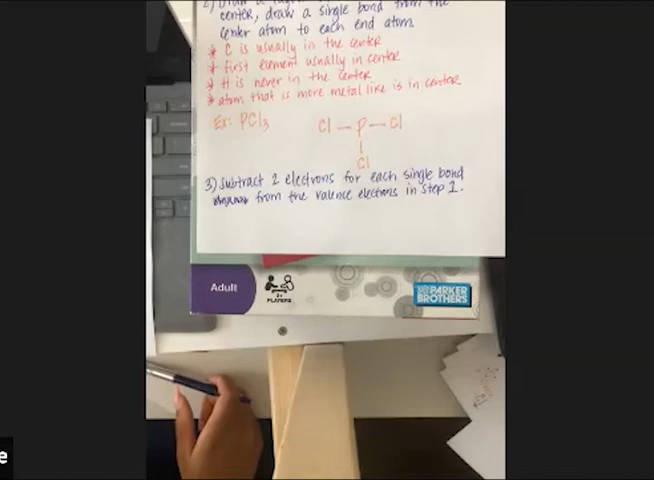 center, draw a single bond from the
center atom to each end atom.
* C is usually in the center
* first element usually in center
* H is never in the center
* atom that is more metal like is in center
Ex: PCl3
Cl — P — Cl
Cl
3) Subtract 2 electrons for each single bond
from the valence electrons in step 1.
Adult
2+
PLAYERS
PARKER
BROTHERS
e